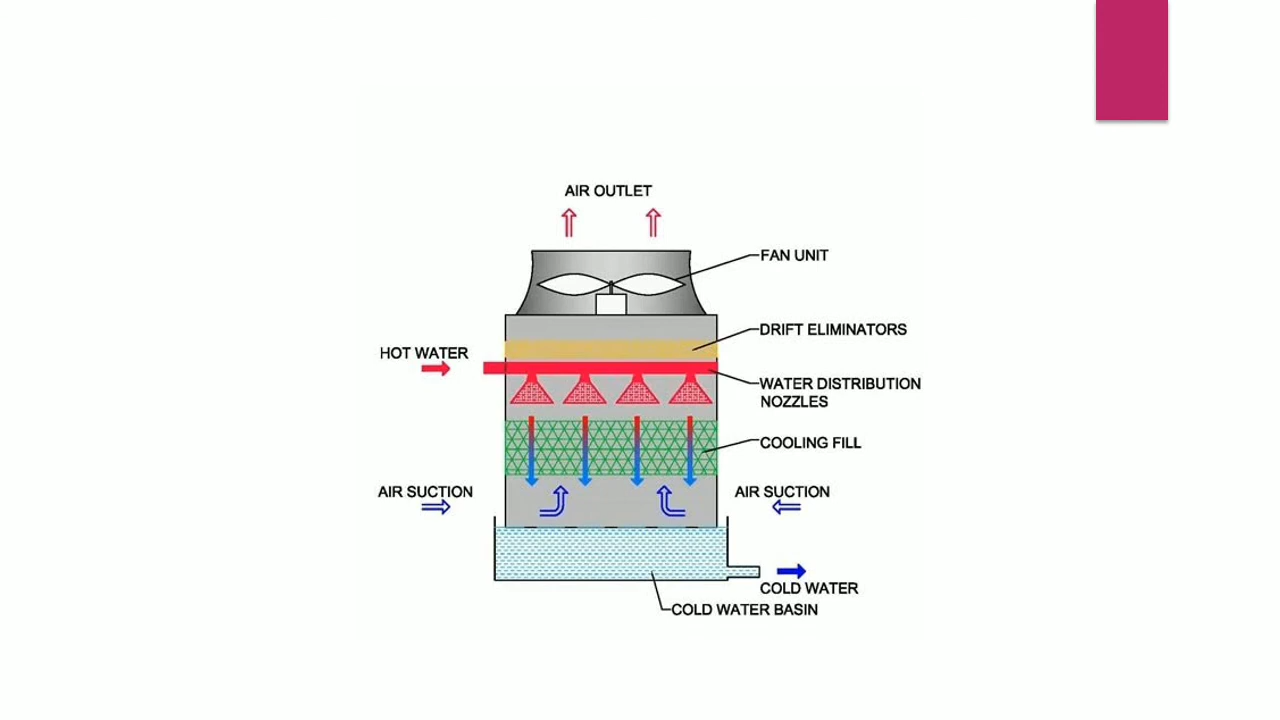 AIR OUTLET
FAN UNIT
DRIFT ELIMINATORS
HOT WATER
WATER DISTRIBUTION
NOZZLES
COOLING FILL
AIR SUCTION
AIR SUCTION
COLD WATER
COLD WATER BASIN